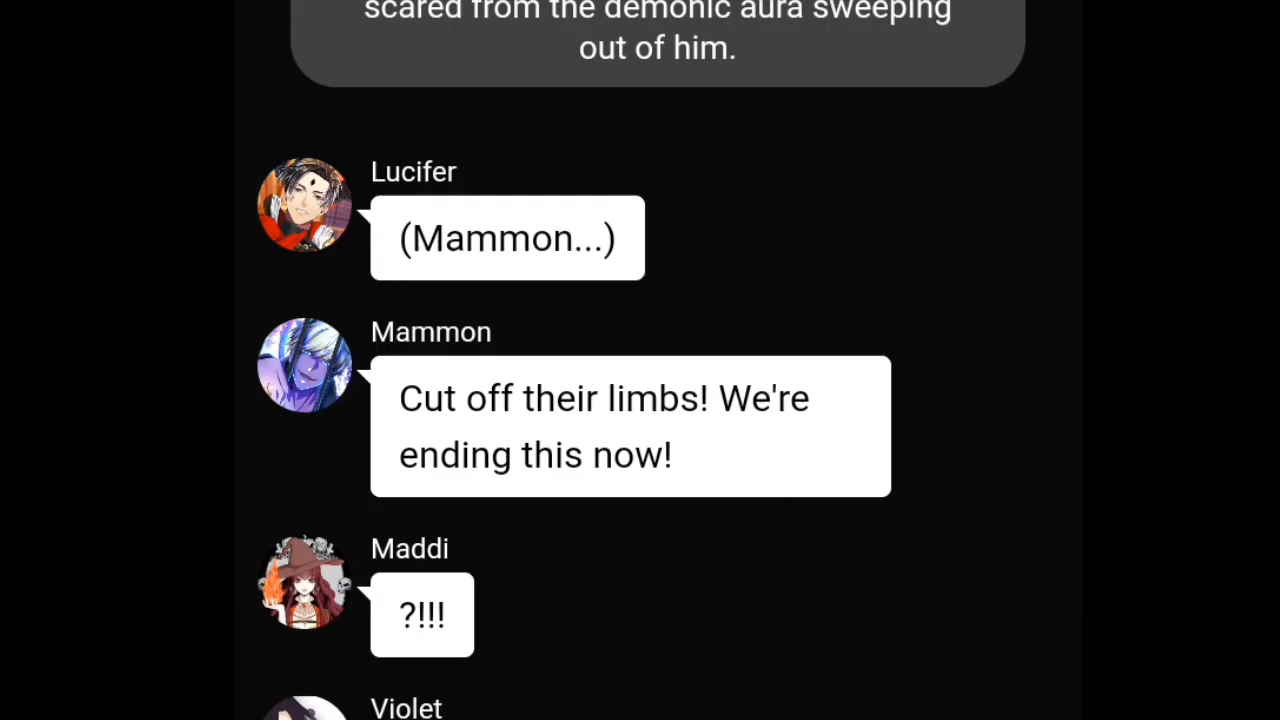 scared from the demonic aura sweeping
out of him.
Lucifer
(Mammon...)
Mammon
Cut off their limbs! We're
ending this now!
Maddi
?!!!
Violet